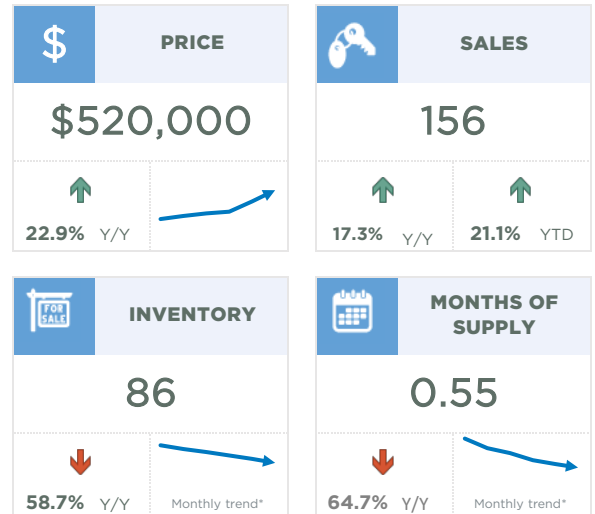 $
PRICE
$520,000
22.9% Y/Y
SALES
156
17.3% Y/Y
21.1% YTD
FOR
SALE
INVENTORY
86
58.7% Y/Y
Monthly trend*
MONTHS OF
SUPPLY
0.55
64.7% Y/Y
Monthly trend*